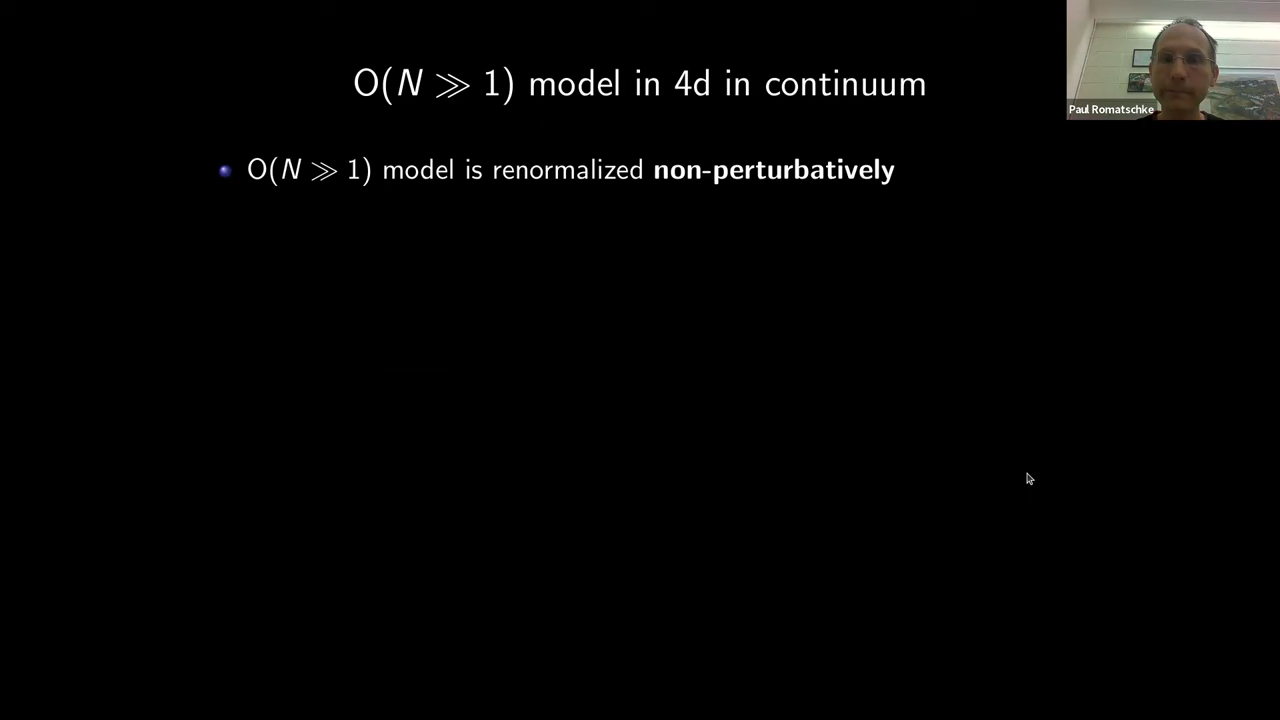 O(N ≫ 1) model in 4d in continuum
Paul Romatschke
O(N ≫ 1) model is renormalized non-perturbatively